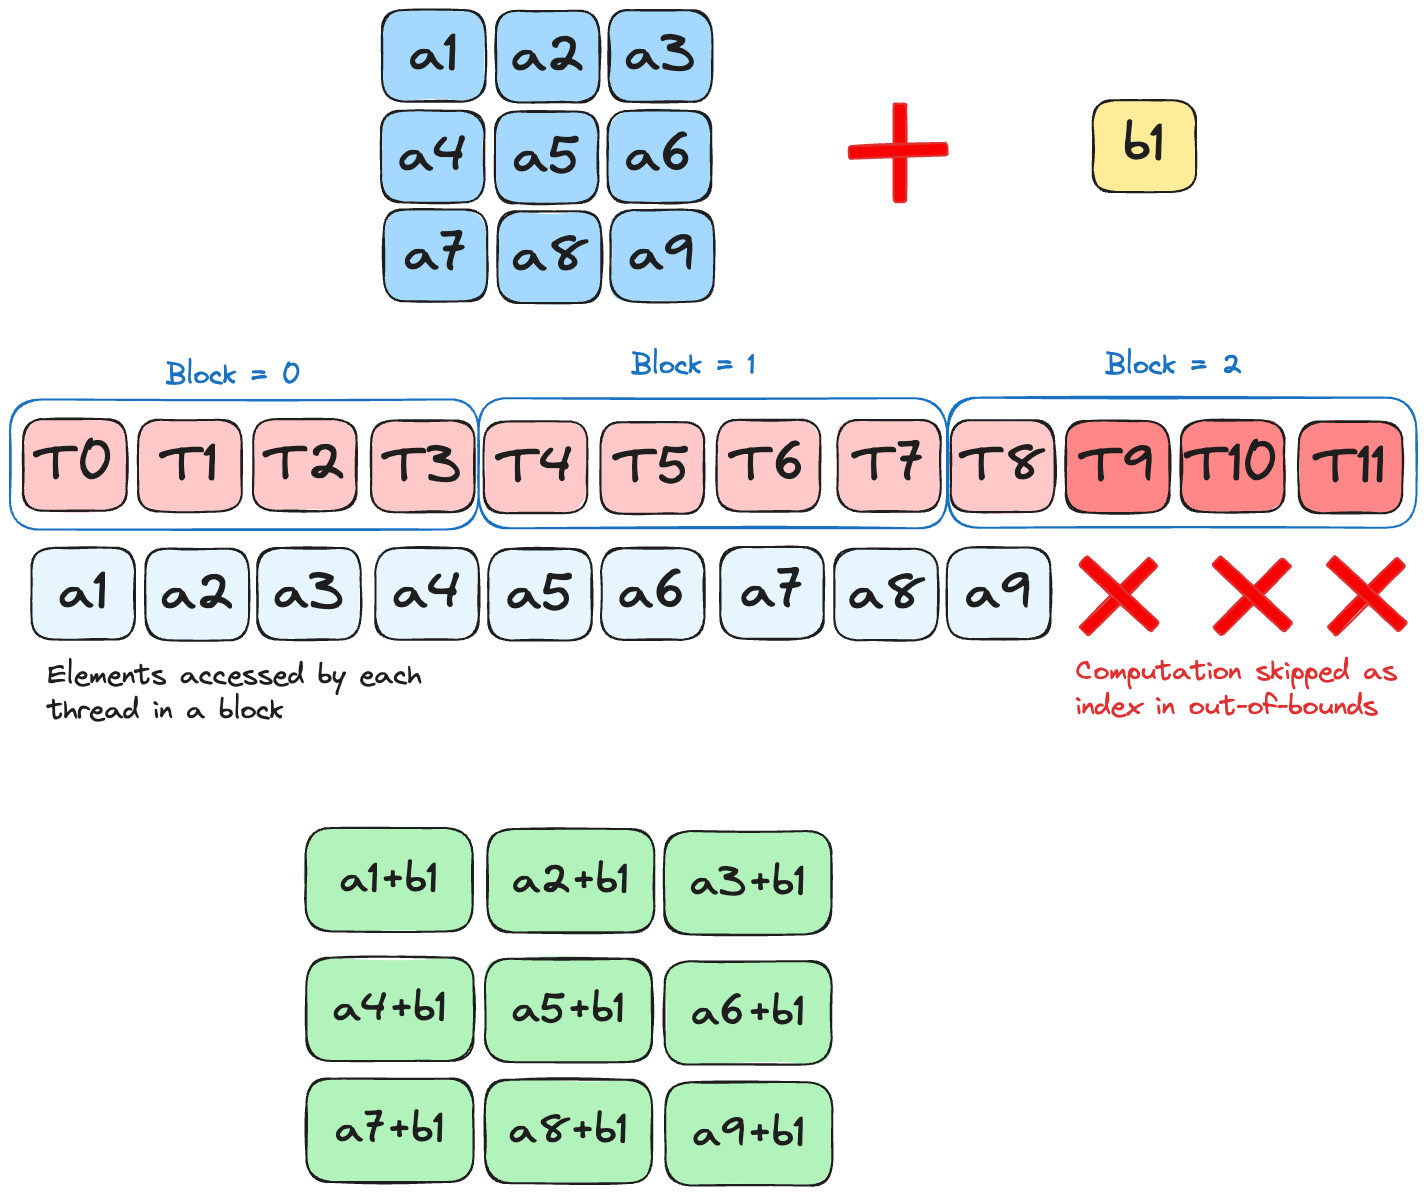 a1 a2 a3
a4 a5 a6
a7 a8 a9
b1
Block = 0
Block = 1
Block = 2
T0 T1 T2 T3 T4 T5 T6 T7 T8 T9 T10 T11
a1 a2 a3 a4 a5 a6 a7 a8 a9
Elements accessed by each
thread in a block
Computation skipped as
index in out-of-bounds
a1+b1 a2+b1 a3+b1
a4+b1 a5+b1 a6+b1
a7+b1 a8+b1 a9+b1